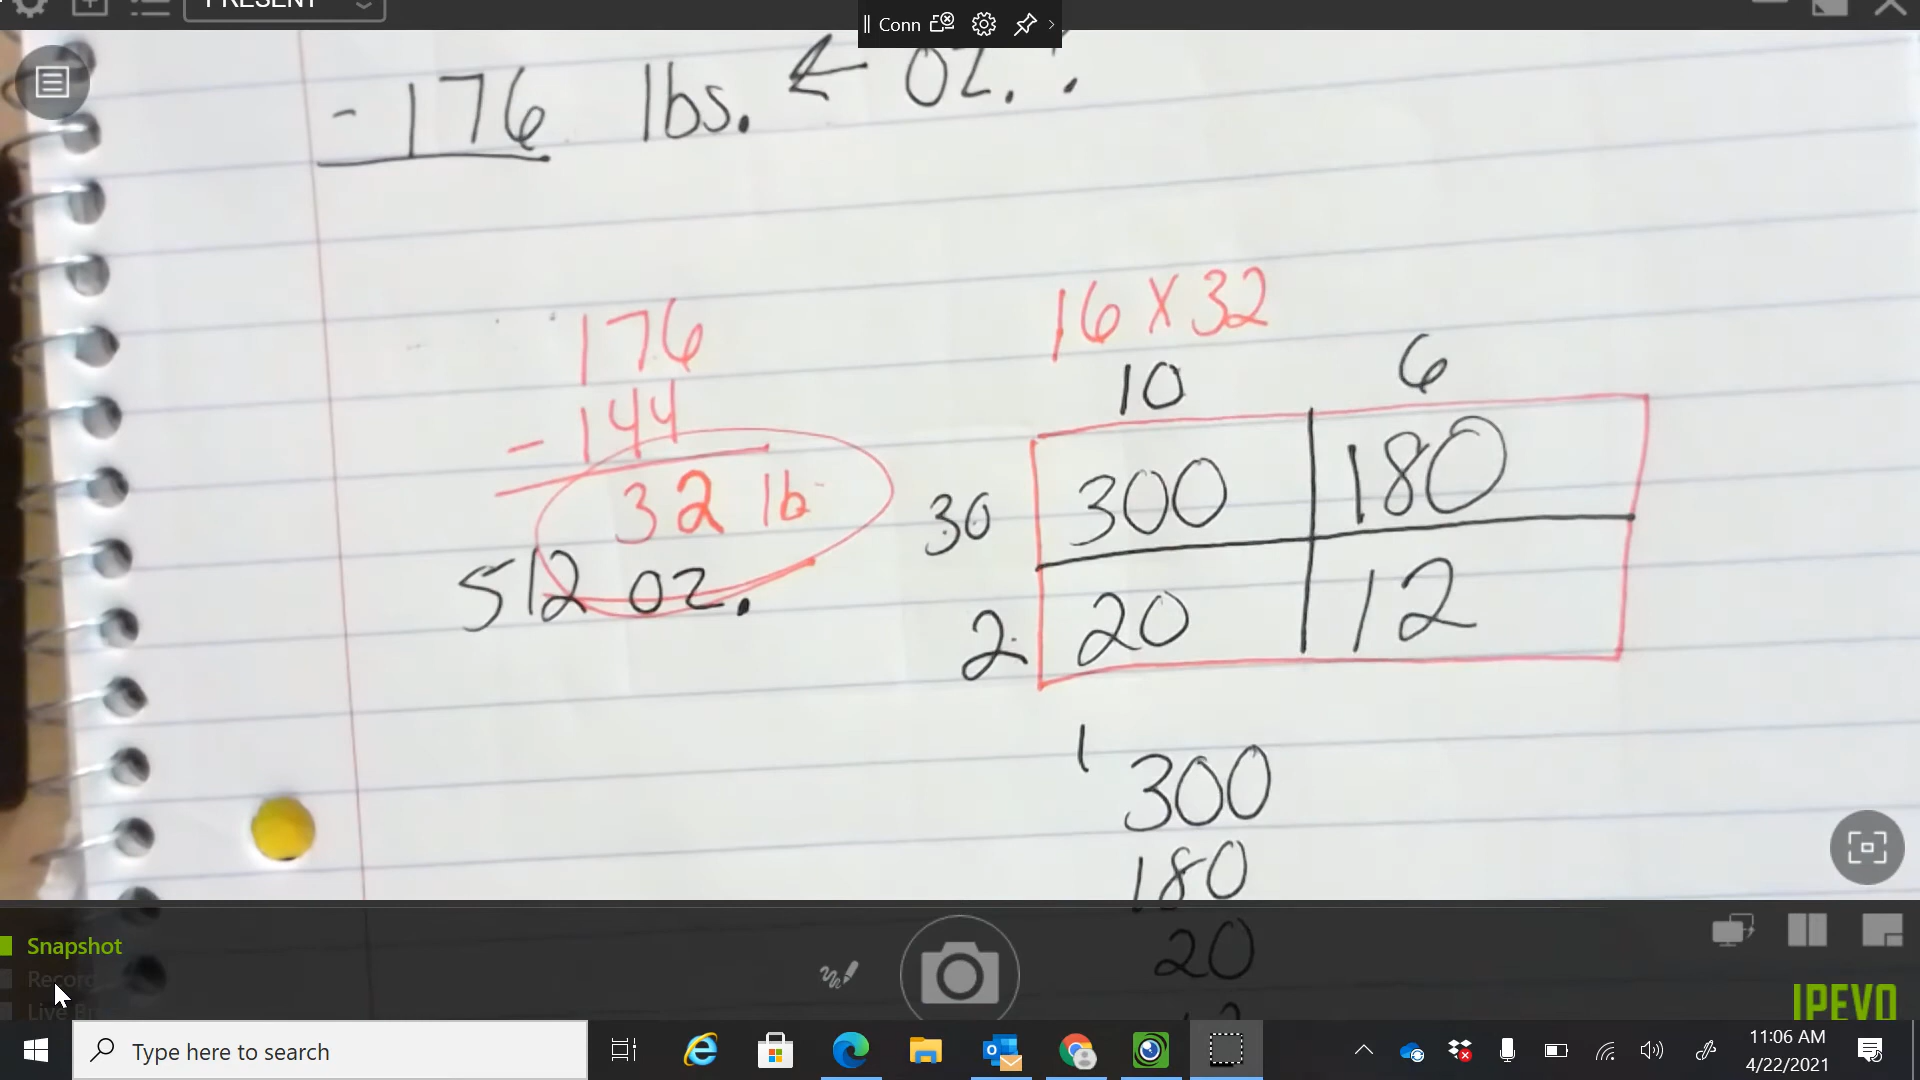 PRESENT
Conn
- 176 lbs. ← oz. ?
176
- 144
32 lb
512 oz.
16 X 32
10 6
30 300 180
2 20 12
1
300
180
20
Snapshot
Record
IPEVO
Type here to search
11:06 AM
4/22/2021